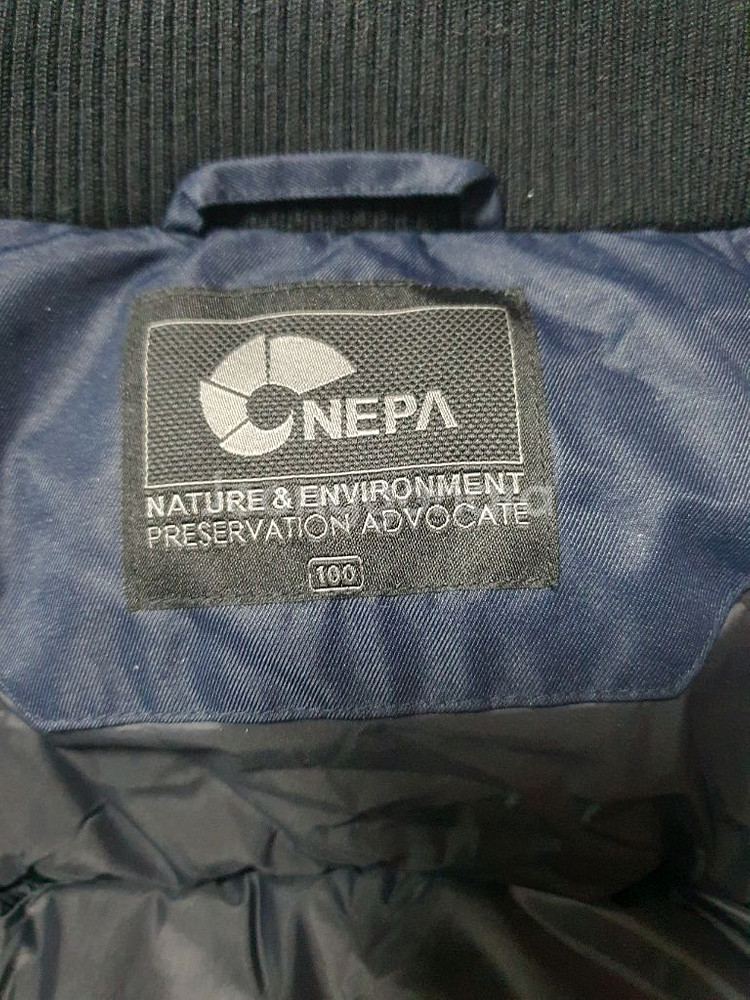 NEPA
NATURE & ENVIRONMENT
PRESERVATION ADVOCATE
100